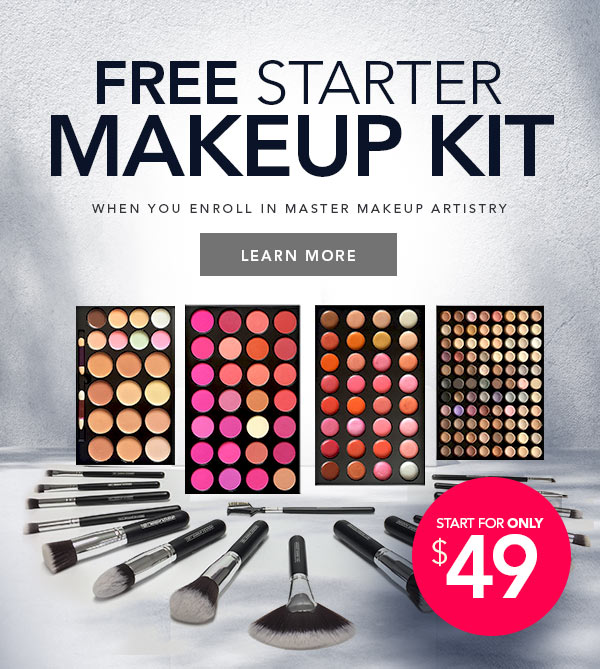 FREE STARTER
MAKEUP KIT
WHEN YOU ENROLL IN MASTER MAKEUP ARTISTRY
LEARN MORE
START FOR ONLY
$49